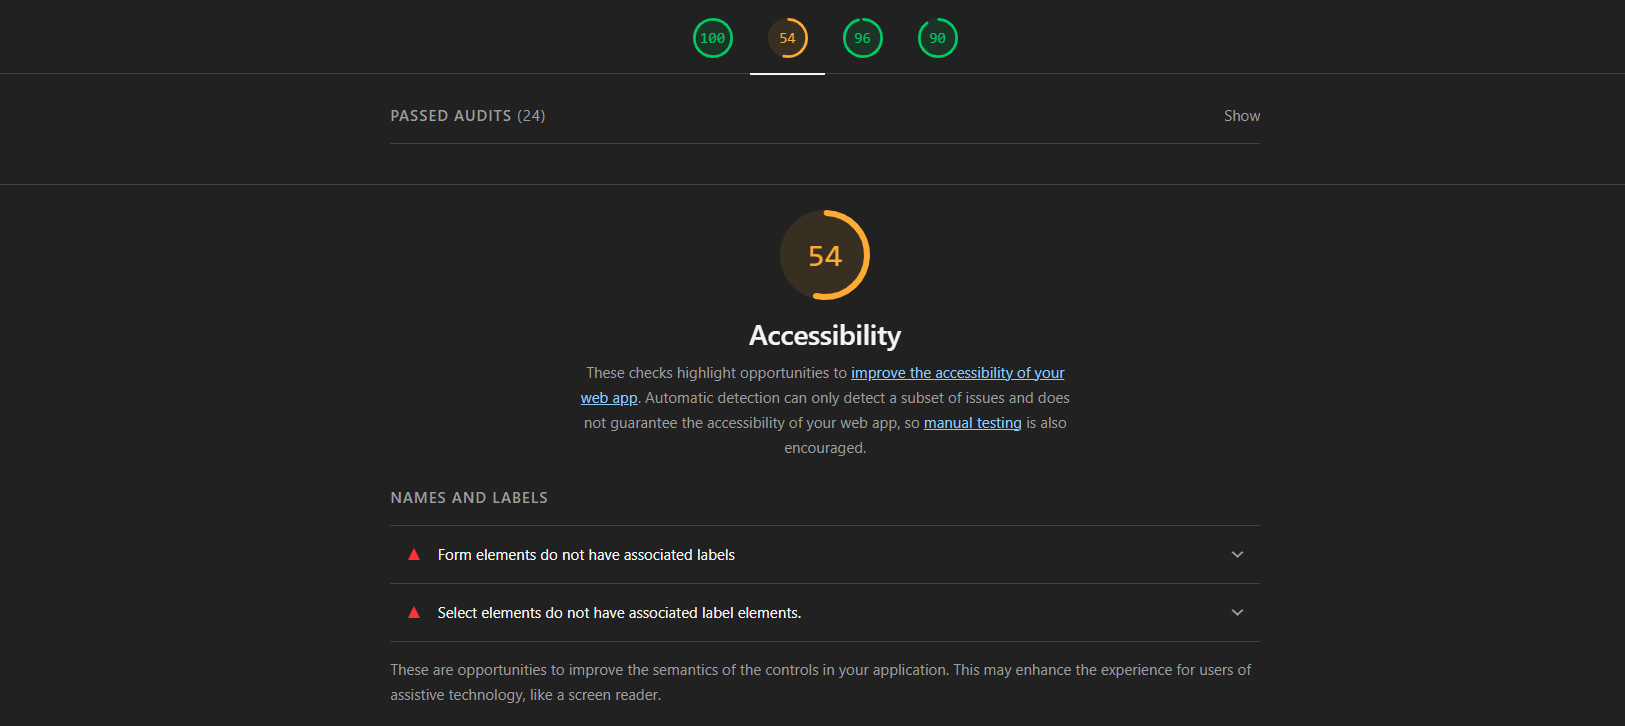 100 54 96 90
PASSED AUDITS (24) Show
54
Accessibility
These checks highlight opportunities to improve the accessibility of your
web app. Automatic detection can only detect a subset of issues and does
not guarantee the accessibility of your web app, so manual testing is also
encouraged.
NAMES AND LABELS
Form elements do not have associated labels
Select elements do not have associated label elements.
These are opportunities to improve the semantics of the controls in your application. This may enhance the experience for users of
assistive technology, like a screen reader.